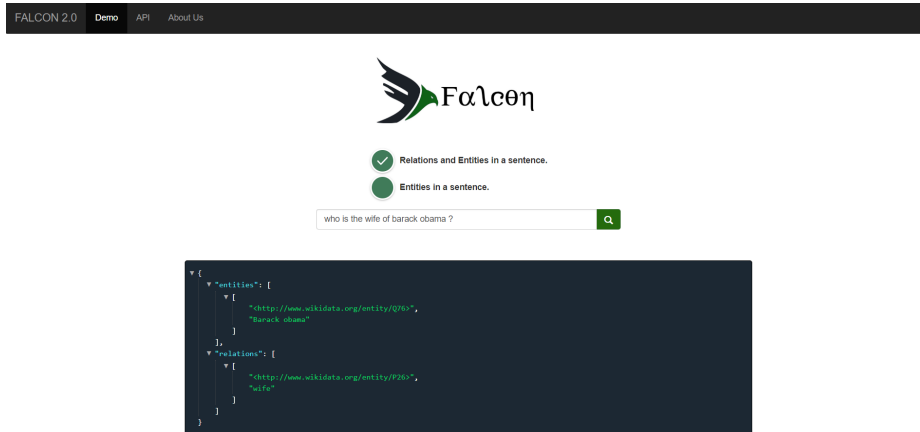 FALCON 2.0 Demo API About Us
Fαlcθη
Relations and Entities in a sentence.
Entities in a sentence.
who is the wife of barack obama ?
{
"entities": [
[
"<http://www.wikidata.org/entity/Q76>",
"Barack obama"
]
],
"relations": [
[
"<http://www.wikidata.org/entity/P26>",
"wife"
]
]
}